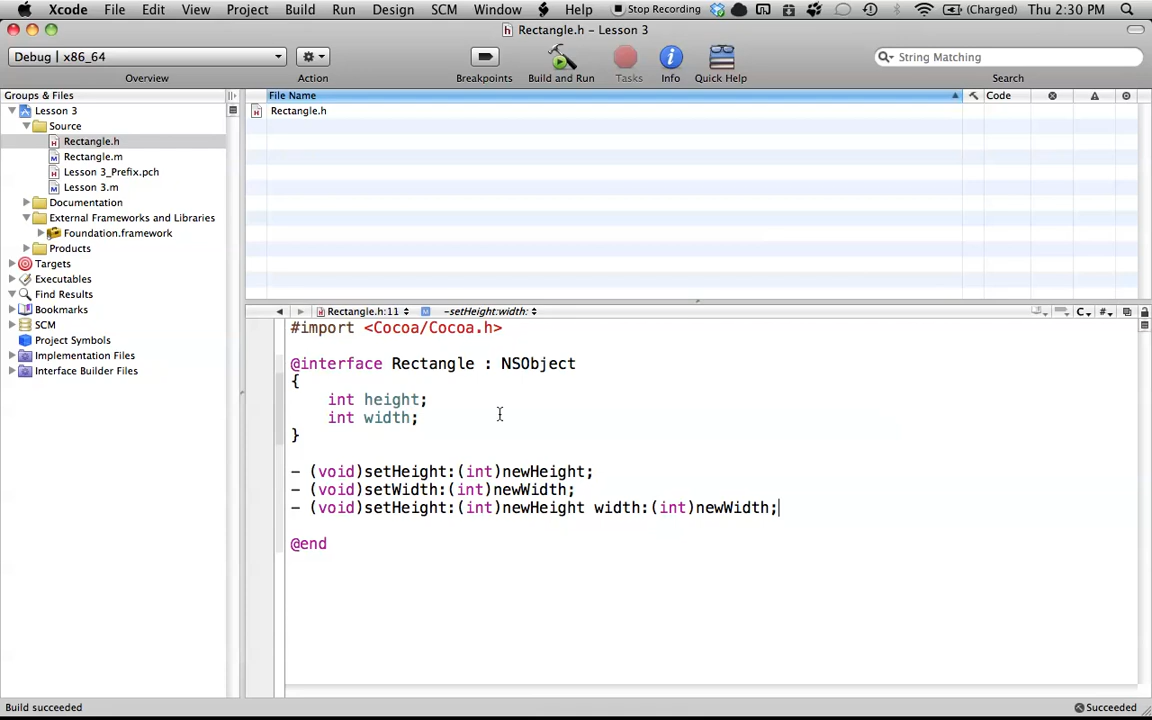 Xcode File Edit View Project Build Run Design SCM Window Help Stop Recording (Charged) Thu 2:30 PM
Rectangle.h – Lesson 3
Debug | x86_64
String Matching
Overview Action Breakpoints Build and Run Tasks Info Quick Help Search
Groups & Files
File Name Code
Lesson 3
Rectangle.h
Source
Rectangle.h
Rectangle.m
Lesson 3_Prefix.pch
Lesson 3.m
Documentation
External Frameworks and Libraries
Foundation.framework
Products
Targets
Executables
Find Results
Bookmarks
SCM
Project Symbols
Implementation Files
Interface Builder Files
Rectangle.h:11 -setHeight:width: C #
#import <Cocoa/Cocoa.h>
@interface Rectangle : NSObject
{
int height;
int width;
}
- (void)setHeight:(int)newHeight;
- (void)setWidth:(int)newWidth;
- (void)setHeight:(int)newHeight width:(int)newWidth;
@end
Build succeeded Succeeded